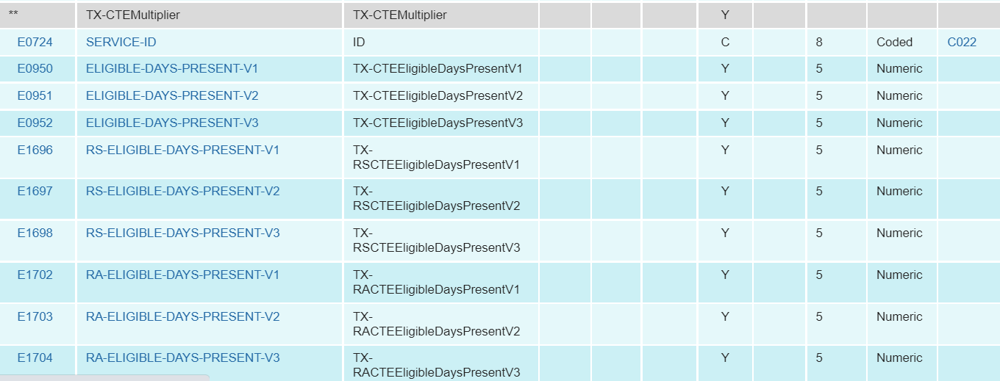 ** TX-CTEMultiplier TX-CTEMultiplier Y
E0724 SERVICE-ID ID C 8 Coded C022
E0950 ELIGIBLE-DAYS-PRESENT-V1 TX-CTEEligibleDaysPresentV1 Y 5 Numeric
E0951 ELIGIBLE-DAYS-PRESENT-V2 TX-CTEEligibleDaysPresentV2 Y 5 Numeric
E0952 ELIGIBLE-DAYS-PRESENT-V3 TX-CTEEligibleDaysPresentV3 Y 5 Numeric
E1696 RS-ELIGIBLE-DAYS-PRESENT-V1 TX- Y 5 Numeric
RSCTEEligibleDaysPresentV1
E1697 RS-ELIGIBLE-DAYS-PRESENT-V2 TX- Y 5 Numeric
RSCTEEligibleDaysPresentV2
E1698 RS-ELIGIBLE-DAYS-PRESENT-V3 TX- Y 5 Numeric
RSCTEEligibleDaysPresentV3
E1702 RA-ELIGIBLE-DAYS-PRESENT-V1 TX- Y 5 Numeric
RACTEEligibleDaysPresentV1
E1703 RA-ELIGIBLE-DAYS-PRESENT-V2 TX- Y 5 Numeric
RACTEEligibleDaysPresentV2
E1704 RA-ELIGIBLE-DAYS-PRESENT-V3 TX- Y 5 Numeric
RACTEEligibleDaysPresentV3